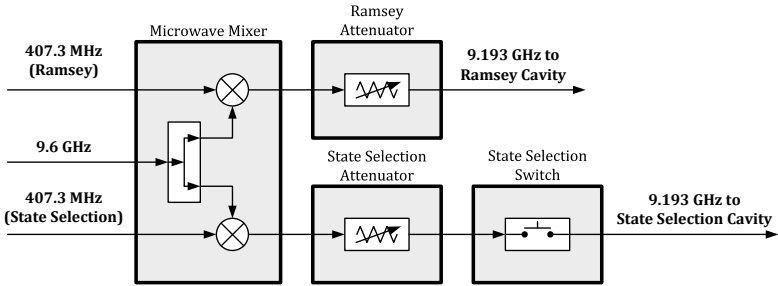 Microwave Mixer
Ramsey
Attenuator
407.3 MHz
(Ramsey)
9.193 GHz to
Ramsey Cavity
9.6 GHz
State Selection
Attenuator
State Selection
Switch
407.3 MHz
(State Selection)
9.193 GHz to
State Selection Cavity